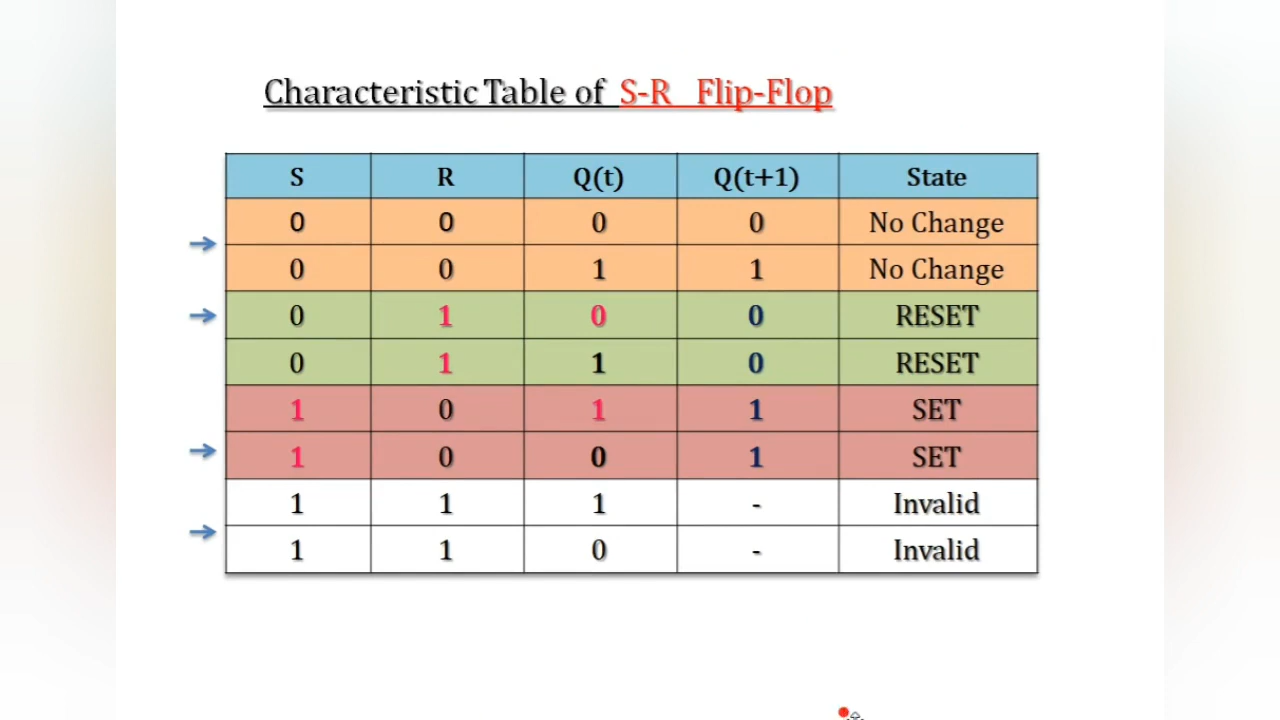 Characteristic Table of S-R Flip-Flop
S R Q(t) Q(t+1) State
0 0 0 0 No Change
0 0 1 1 No Change
0 1 0 0 RESET
0 1 1 0 RESET
1 0 1 1 SET
1 0 0 1 SET
1 1 1 - Invalid
1 1 0 - Invalid